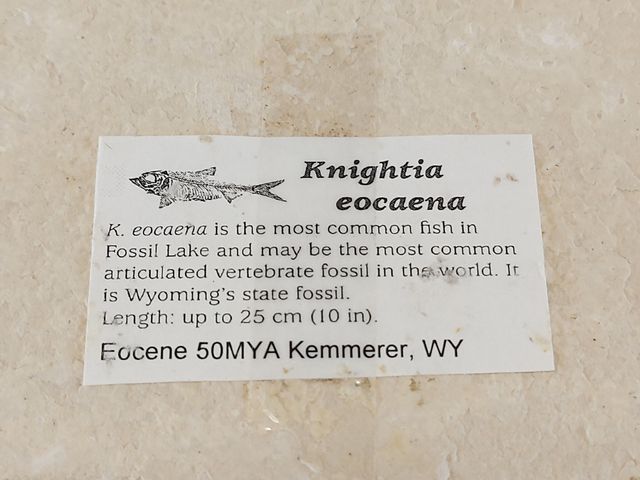 Knightia
eocaena
K. eocaena is the most common fish in
Fossil Lake and may be the most common
articulated vertebrate fossil in the world. It
is Wyoming's state fossil.
Length: up to 25 cm (10 in).
Eocene 50MYA Kemmerer, WY